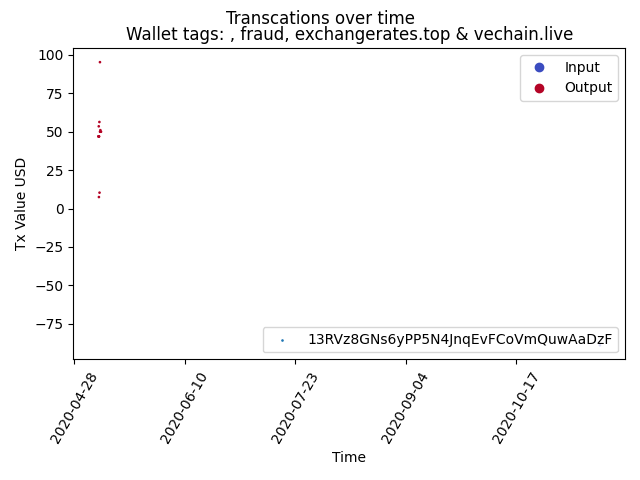 Transcations over time
Wallet tags: , fraud, exchangerates.top & vechain.live
100
75
50
25
0
−25
−50
−75
Tx Value USD
Input
Output
13RVz8GNs6yPP5N4JnqEvFCoVmQuwAaDzF
2020-04-28
2020-06-10
2020-07-23
2020-09-04
2020-10-17
Time